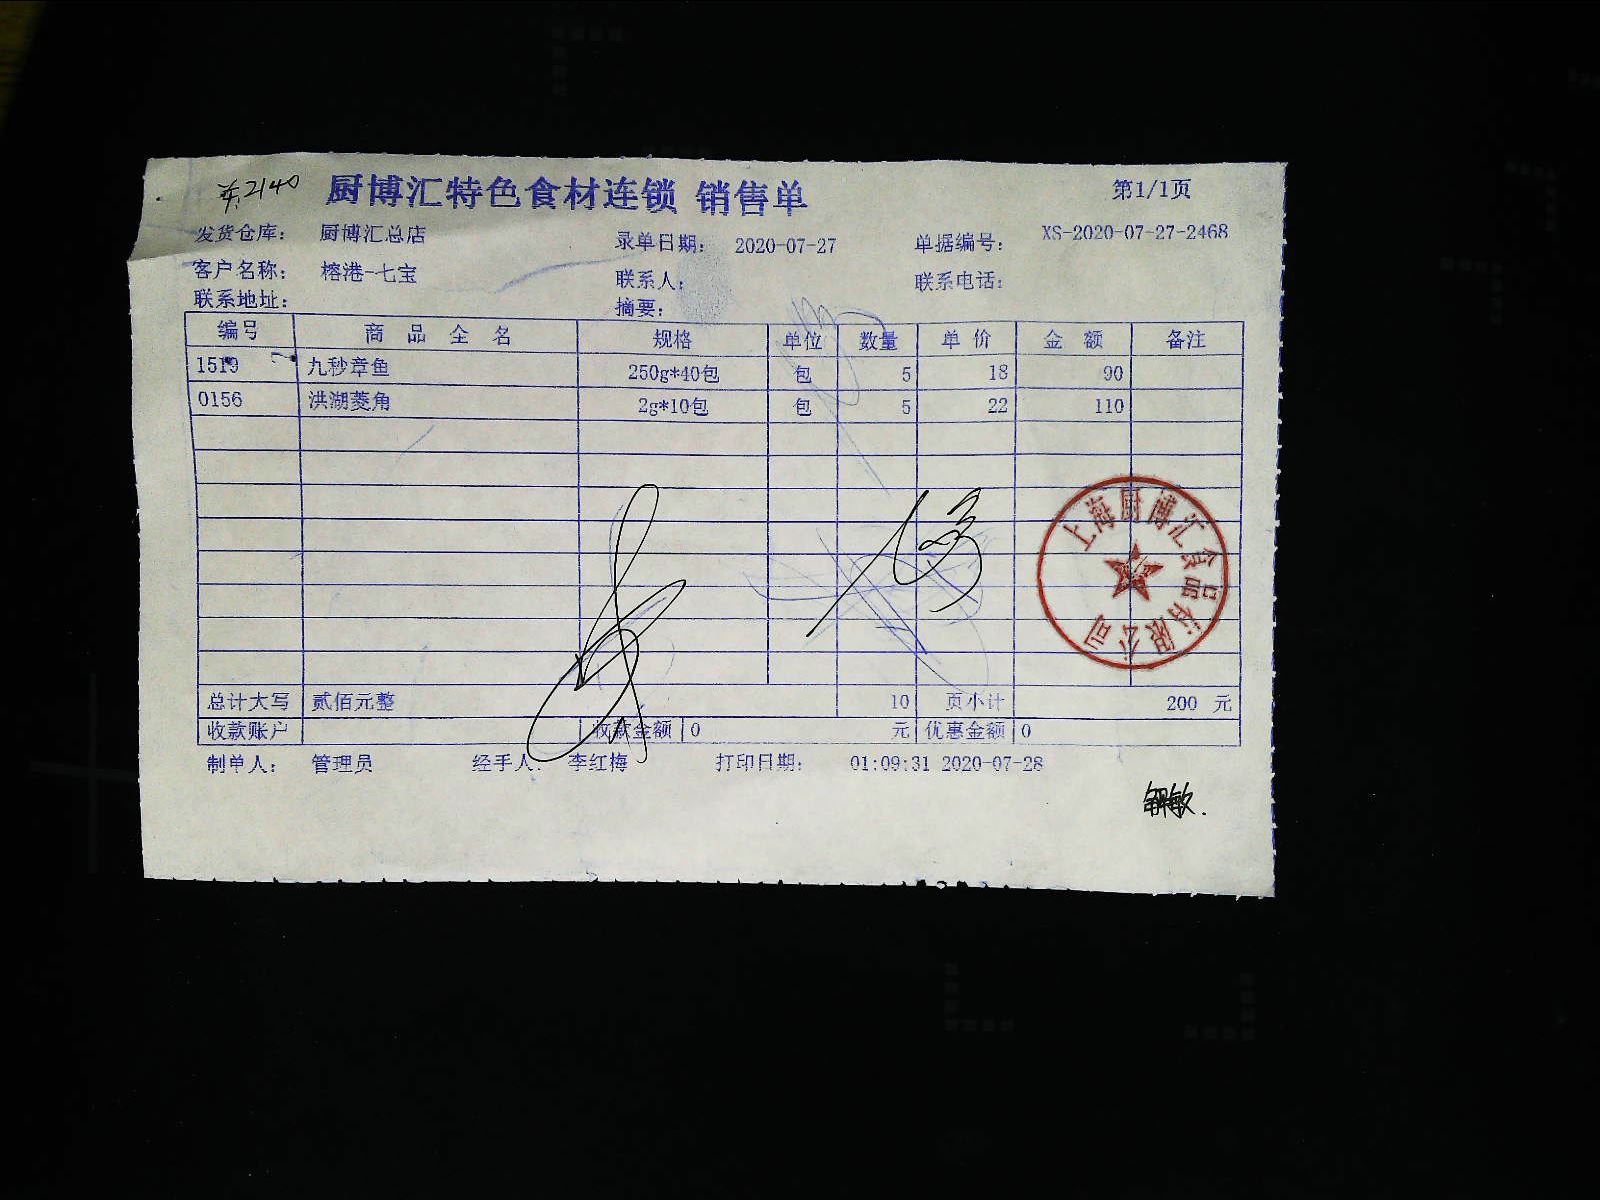 东2140 厨博汇特色食材连锁 销售单 第1/1页
发货仓库： 厨博汇总店 录单日期： 2020-07-27 单据编号： XS-2020-07-27-2468
客户名称： 榕港-七宝 联系人： 联系电话：
联系地址： 摘要：
编号 商品全名 规格 单位 数量 单价 金额 备注
1519 九秒章鱼 250g*40包 包 5 18 90
0156 洪湖菱角 2g*10包 包 5 22 110
上海厨博汇食品有限公司
总计大写 贰佰元整 10 页小计 200 元
收款账户 收款金额 0 元 优惠金额 0
制单人： 管理员 经手人： 李红梅 打印日期： 01:09:31 2020-07-28